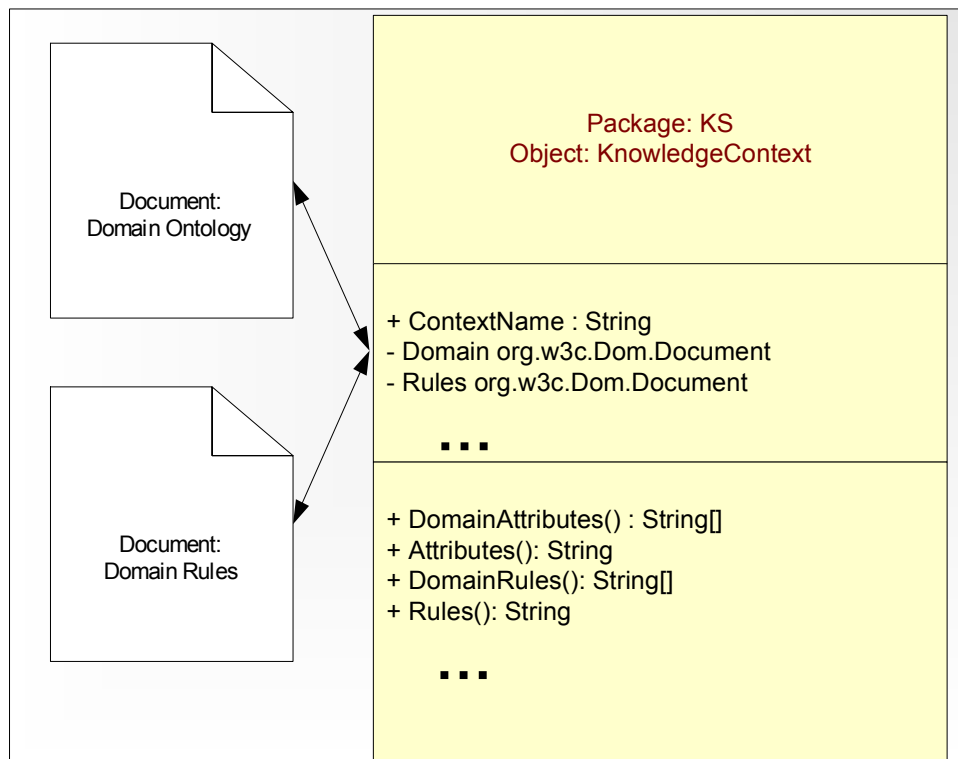 Document:
Domain Ontology
Document:
Domain Rules
Package: KS
Object: KnowledgeContext
+ ContextName : String
- Domain org.w3c.Dom.Document
- Rules org.w3c.Dom.Document
...
+ DomainAttributes() : String[]
+ Attributes(): String
+ DomainRules(): String[]
+ Rules(): String
...